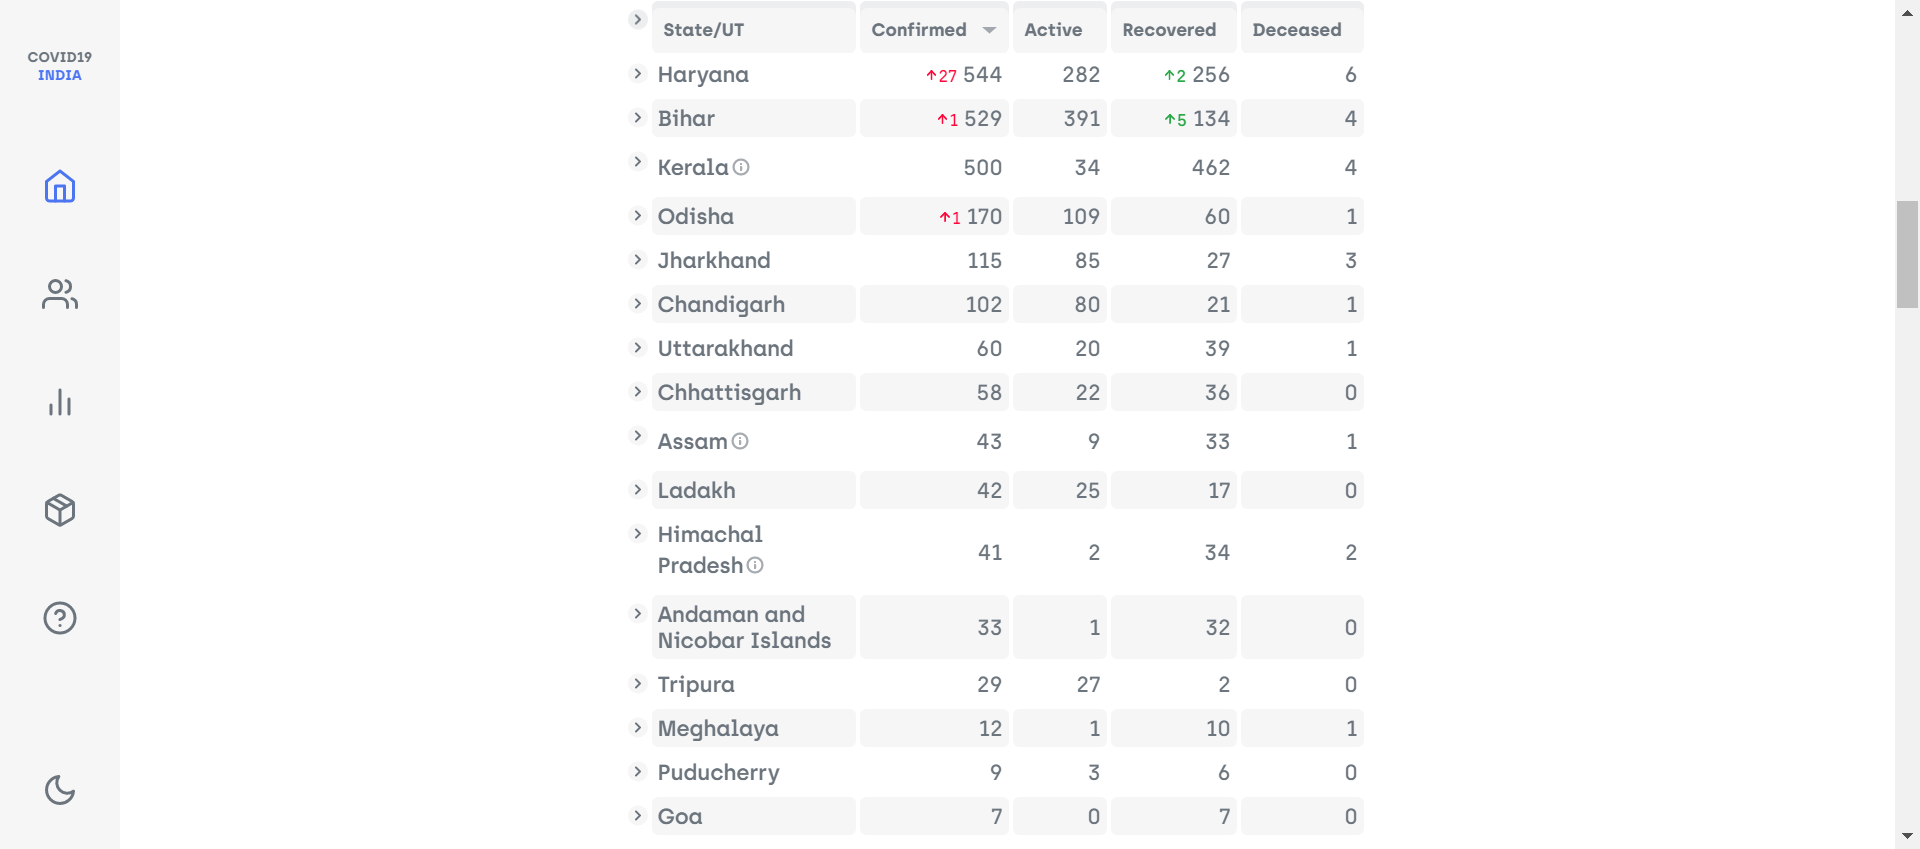 COVID19
INDIA
State/UT Confirmed Active Recovered Deceased
Haryana ↑27 544 282 ↑2 256 6
Bihar ↑1 529 391 ↑5 134 4
Kerala 500 34 462 4
Odisha ↑1 170 109 60 1
Jharkhand 115 85 27 3
Chandigarh 102 80 21 1
Uttarakhand 60 20 39 1
Chhattisgarh 58 22 36 0
Assam 43 9 33 1
Ladakh 42 25 17 0
Himachal
Pradesh 41 2 34 2
Andaman and
Nicobar Islands 33 1 32 0
Tripura 29 27 2 0
Meghalaya 12 1 10 1
Puducherry 9 3 6 0
Goa 7 0 7 0